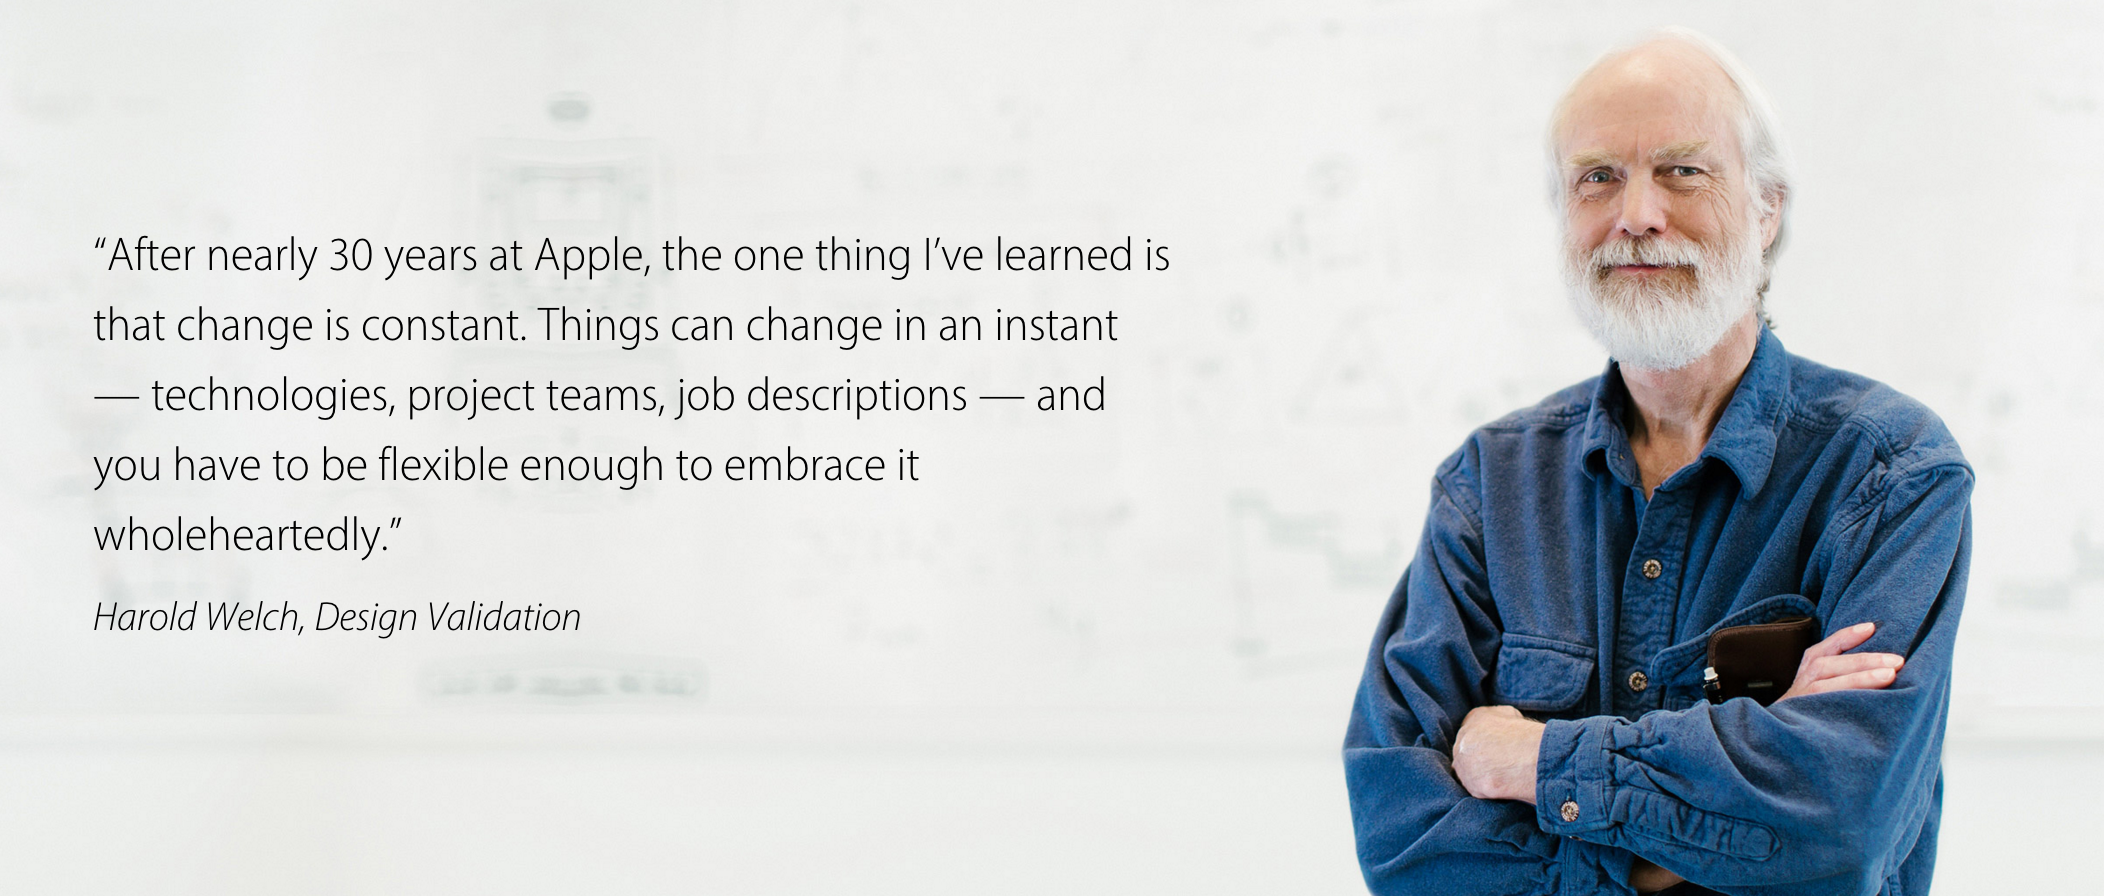 “After nearly 30 years at Apple, the one thing I’ve learned is
that change is constant. Things can change in an instant
— technologies, project teams, job descriptions — and
you have to be flexible enough to embrace it
wholeheartedly.”
Harold Welch, Design Validation